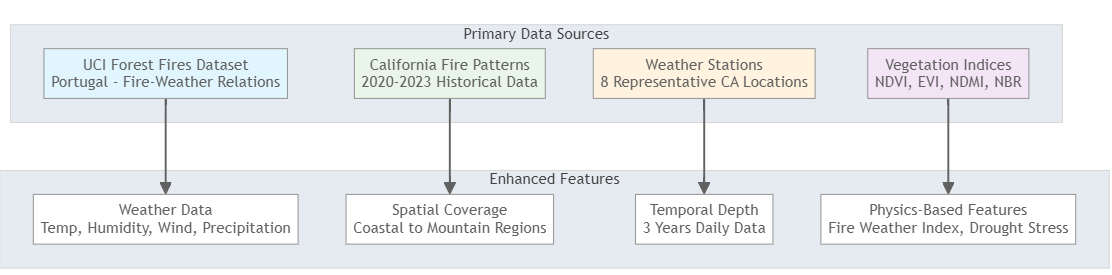 Primary Data Sources
UCI Forest Fires Dataset
Portugal - Fire-Weather Relations
California Fire Patterns
2020-2023 Historical Data
Weather Stations
8 Representative CA Locations
Vegetation Indices
NDVI, EVI, NDMI, NBR
Enhanced Features
Weather Data
Temp, Humidity, Wind, Precipitation
Spatial Coverage
Coastal to Mountain Regions
Temporal Depth
3 Years Daily Data
Physics-Based Features
Fire Weather Index, Drought Stress